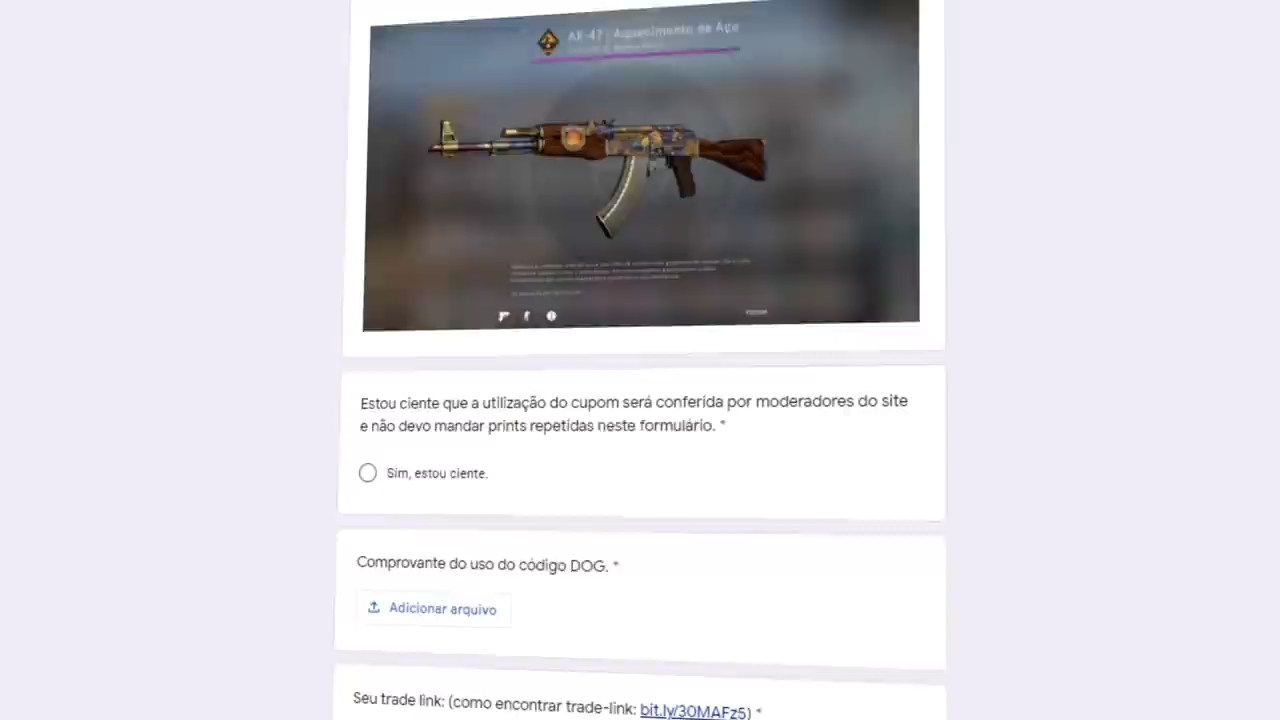 AK-47 | Aquecimento de Aço
Estou ciente que a utilização do cupom será conferida por moderadores do site
e não devo mandar prints repetidas neste formulário. *
Sim, estou ciente.
Comprovante do uso do código DOG. *
Adicionar arquivo
Seu trade link: (como encontrar trade-link: bit.ly/30MAFz5) *